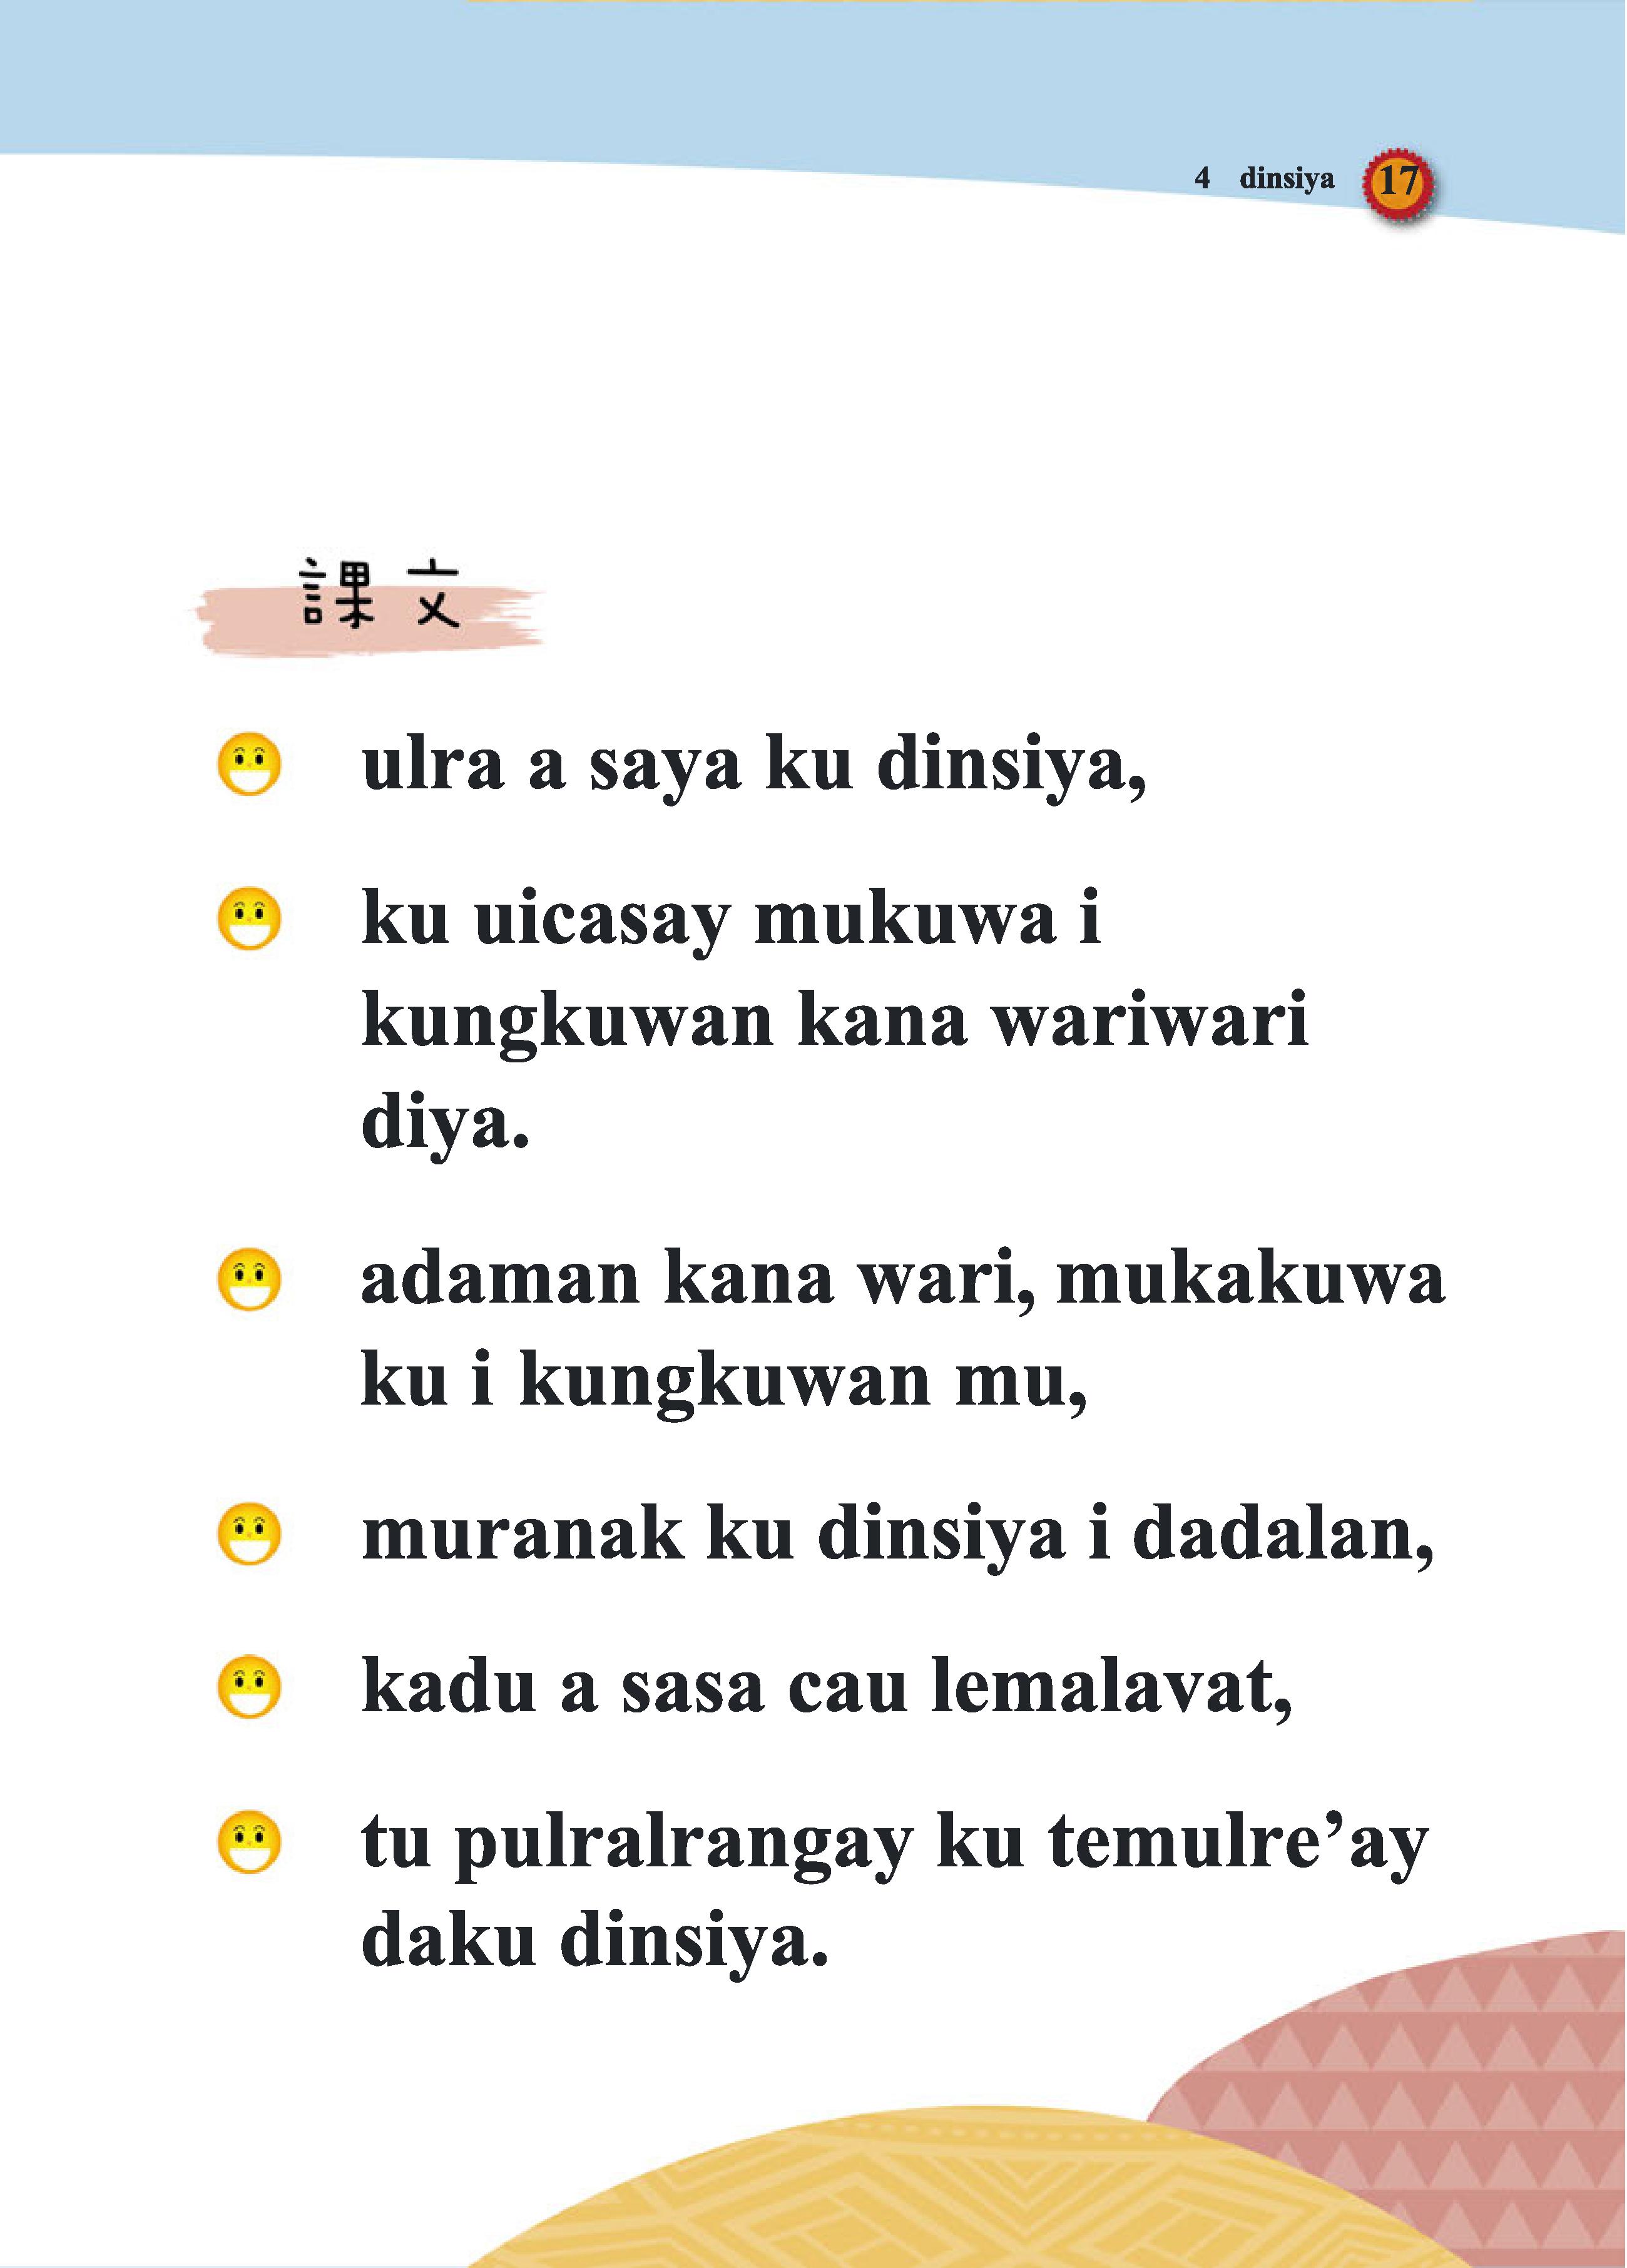 4 dinsiya 17
課文
ulra a saya ku dinsiya,
ku uicasay mukuwa i
kungkuwan kana wariwari
diya.
adaman kana wari, mukakuwa
ku i kungkuwan mu,
muranak ku dinsiya i dadalan,
kadu a sasa cau lemalavat,
tu pulralrangay ku temulre’ay
daku dinsiya.